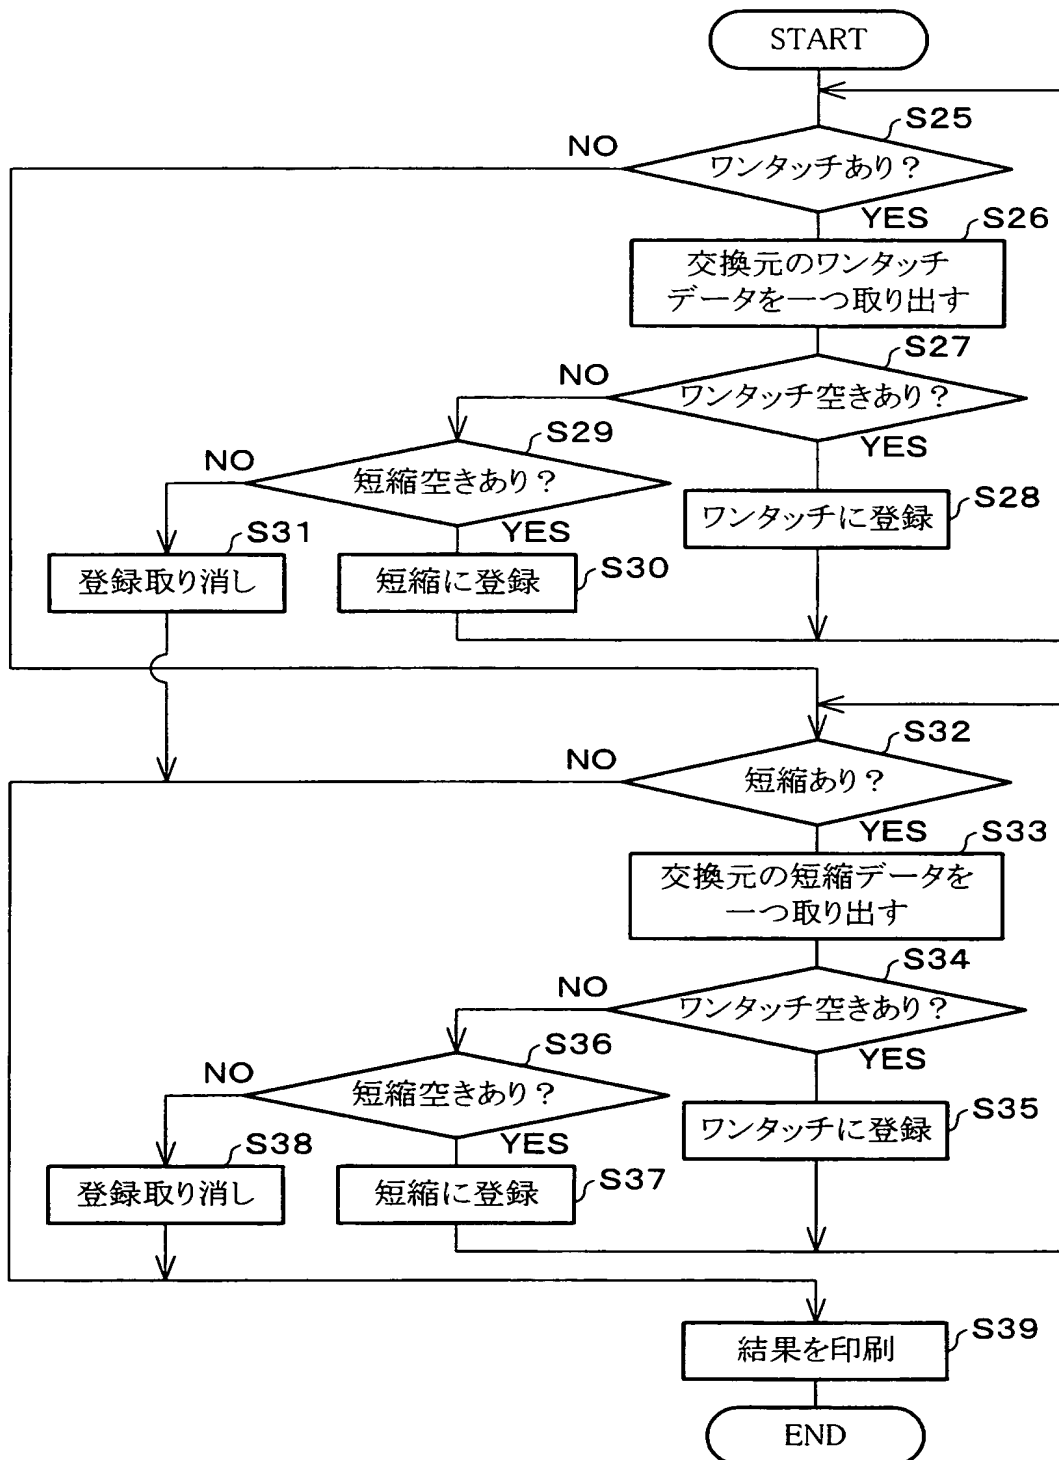 START
S25
NO
ワンタッチあり?
YES
S26
交換元のワンタッチ
データを一つ取り出す
S27
NO
ワンタッチ空きあり?
YES
S29
NO
短縮空きあり?
YES
S28
ワンタッチに登録
S31
登録取り消し
S30
短縮に登録
S32
NO
短縮あり?
YES
S33
交換元の短縮データを
一つ取り出す
S34
NO
ワンタッチ空きあり?
YES
S36
NO
短縮空きあり?
YES
S35
ワンタッチに登録
S38
登録取り消し
S37
短縮に登録
S39
結果を印刷
END